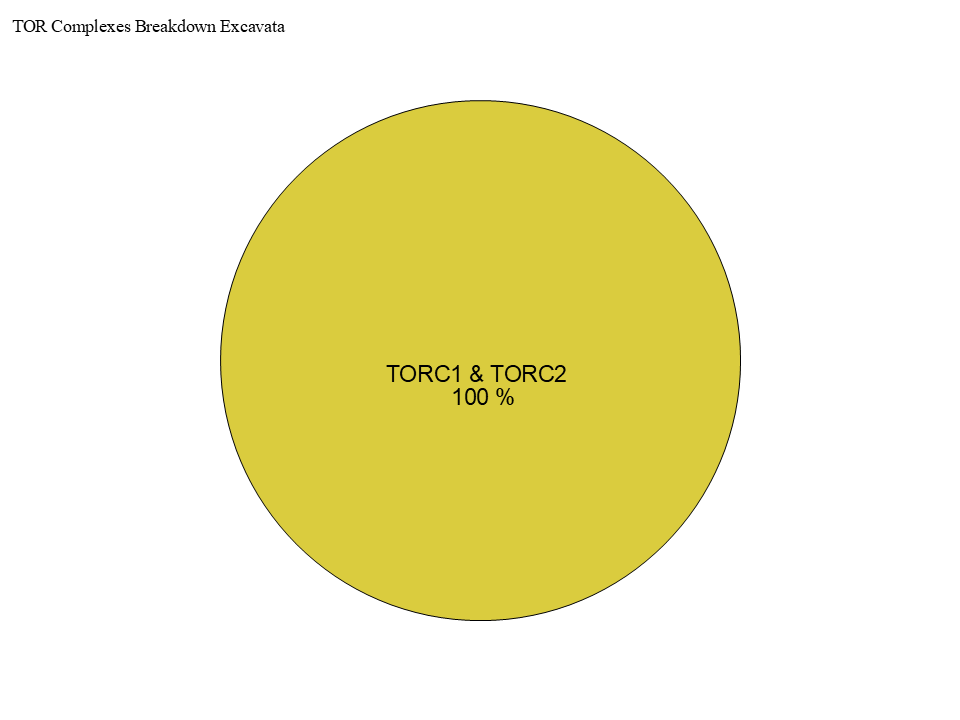 TOR Complexes Breakdown Excavata
TORC1 & TORC2
100 %